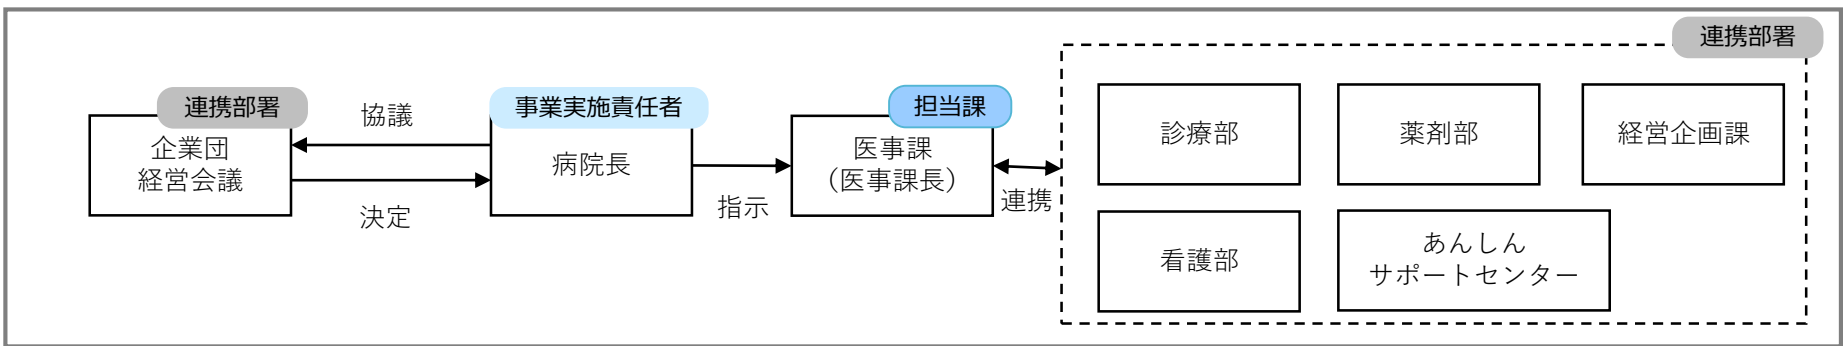 連携部署
企業団
経営会議
協議
決定
事業実施責任者
病院長
指示
担当課
医事課
（医事課長）
連携
連携部署
診療部
薬剤部
経営企画課
看護部
あんしん
サポートセンター